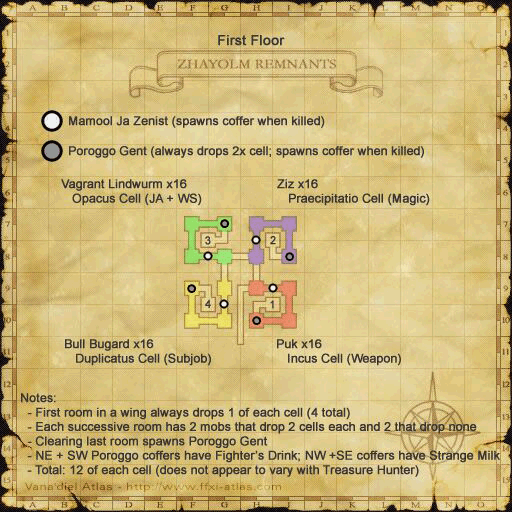 A B C D E F G H I J K L M N O P
First Floor
ZHAYOLM REMNANTS
Mamool Ja Zenist (spawns coffer when killed)
Poroggo Gent (always drops 2x cell; spawns coffer when killed)
Vagrant Lindwurm x16
Opacus Cell (JA + WS)
Ziz x16
Praecipitatio Cell (Magic)
3
2
4
1
Bull Bugard x16
Duplicatus Cell (Subjob)
Puk x16
Incus Cell (Weapon)
Notes:
- First room in a wing always drops 1 of each cell (4 total)
- Each successive room has 2 mobs that drop 2 cells each and 2 that drop none
- Clearing last room spawns Poroggo Gent
- NE + SW Poroggo coffers have Fighter's Drink; NW +SE coffers have Strange Milk
- Total: 12 of each cell (does not appear to vary with Treasure Hunter)
Vana'diel Atlas - http://www.ffxi-atlas.com